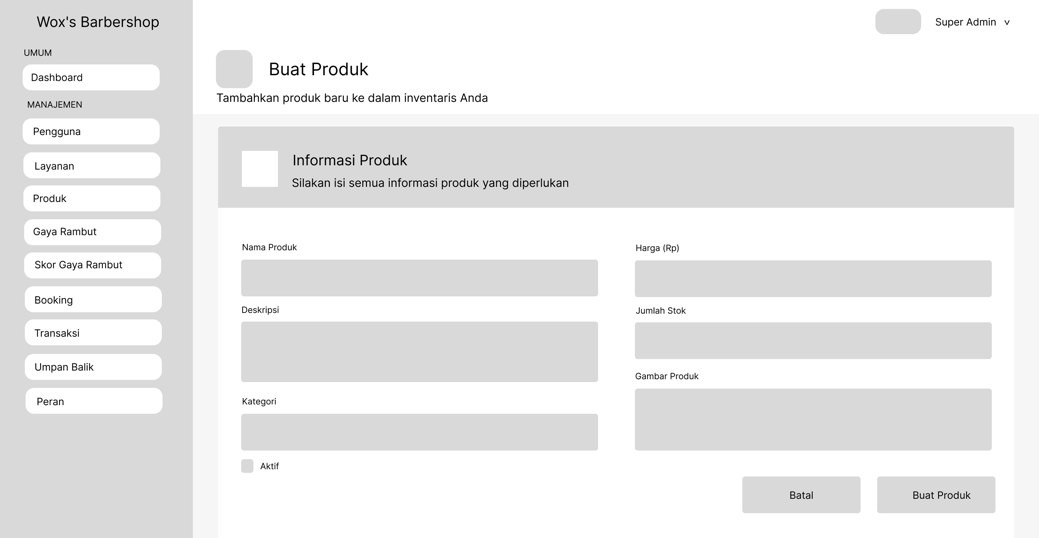 Wox's Barbershop
UMUM
Dashboard
MANAJEMEN
Pengguna
Layanan
Produk
Gaya Rambut
Skor Gaya Rambut
Booking
Transaksi
Umpan Balik
Peran
Super Admin v
Buat Produk
Tambahkan produk baru ke dalam inventaris Anda
Informasi Produk
Silakan isi semua informasi produk yang diperlukan
Nama Produk
Deskripsi
Kategori
Aktif
Harga (Rp)
Jumlah Stok
Gambar Produk
Batal
Buat Produk